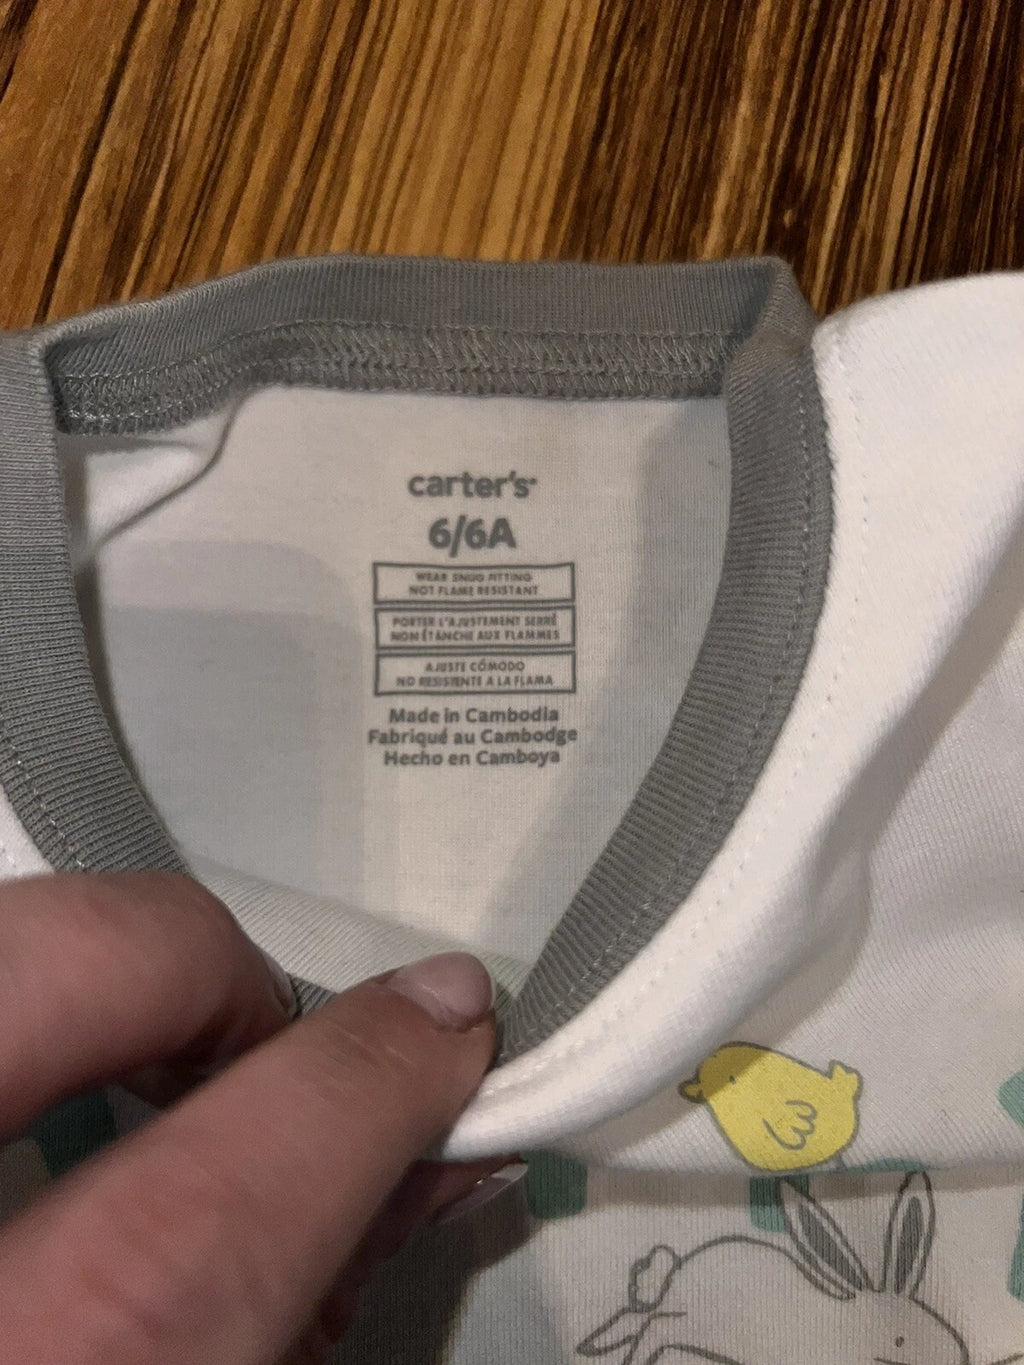 carter's
6/6A
WEAR SNUG FITTING
NOT FLAME RESISTANT
PORTER L'AJUSTEMENT SERRÉ
NON ÉTANCHE AUX FLAMMES
AJUSTE CÓMODO
NO RESISTENTE A LA FLAMA
Made in Cambodia
Fabriqué au Cambodge
Hecho en Camboya